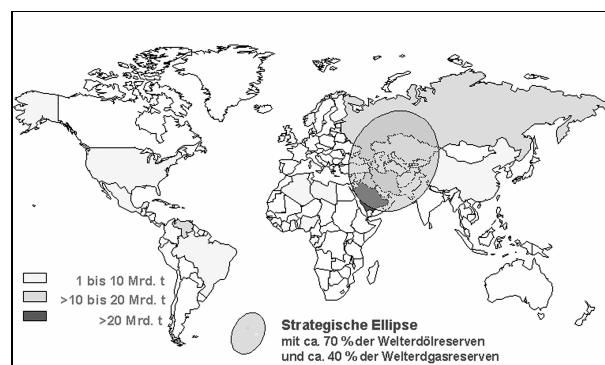 1 bis 10 Mrd. t
>10 bis 20 Mrd. t
>20 Mrd. t
Strategische Ellipse
mit ca. 70 % der Welterdölreserven
und ca. 40 % der Welterdgasreserven